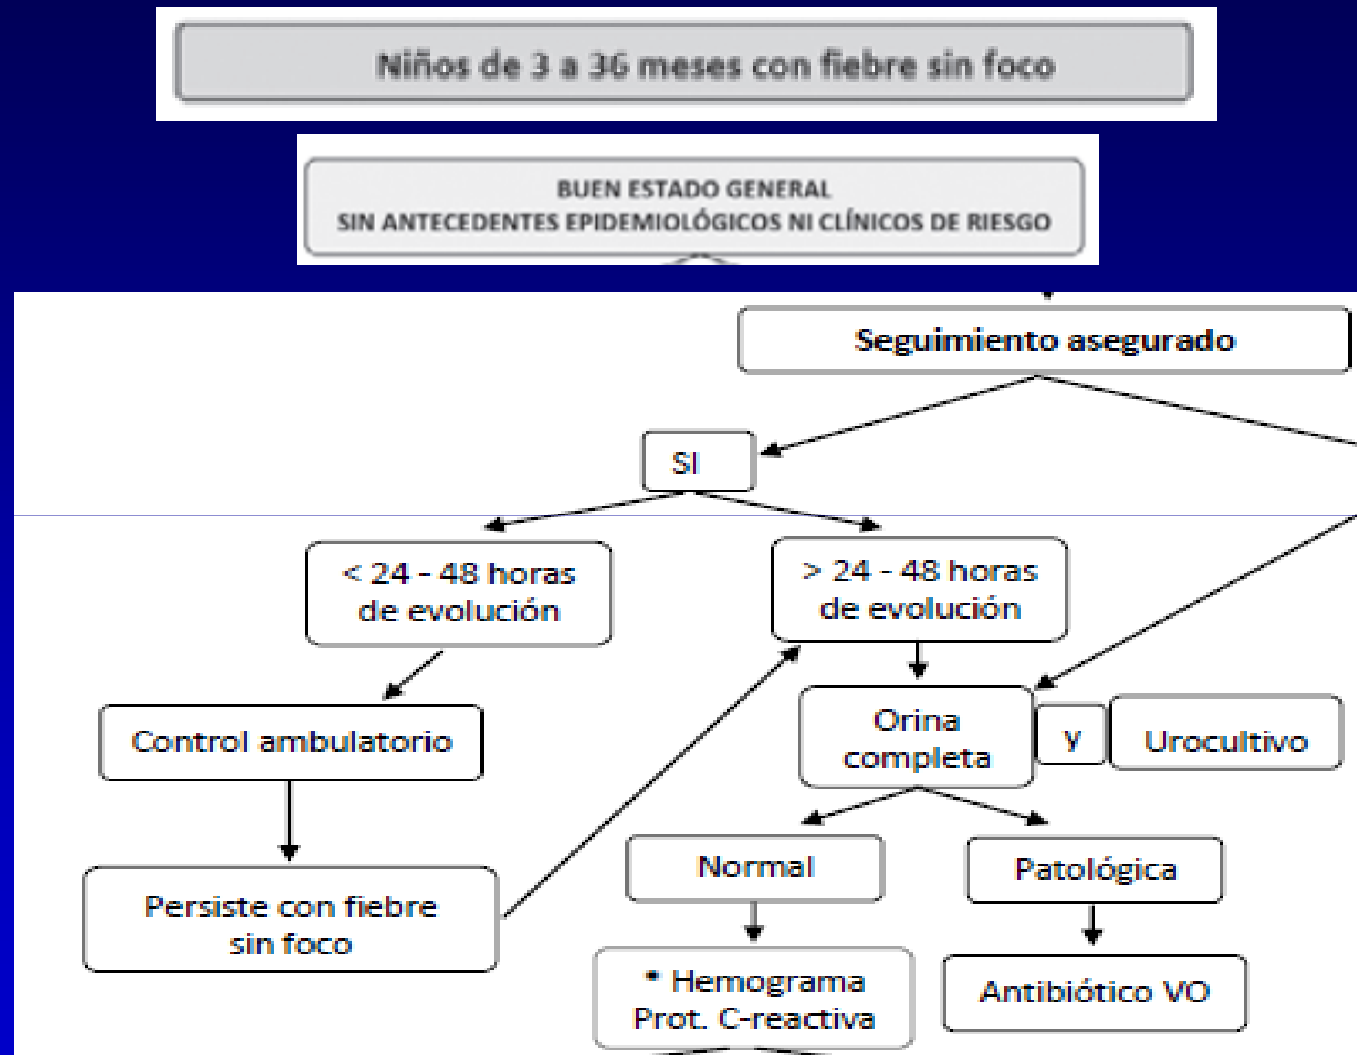 Niños de 3 a 36 meses con fiebre sin foco
BUEN ESTADO GENERAL
SIN ANTECEDENTES EPIDEMIOLÓGICOS NI CLÍNICOS DE RIESGO
Seguimiento asegurado
SI
< 24 - 48 horas
de evolución
> 24 - 48 horas
de evolución
Control ambulatorio
Orina
completa
y
Urocultivo
Persiste con fiebre
sin foco
Normal
Patológica
* Hemograma
Prot. C-reactiva
Antibiótico VO